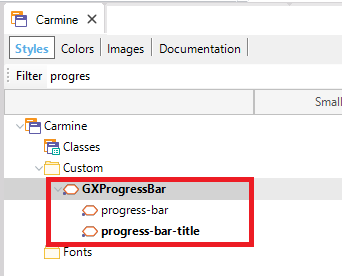 Carmine
Styles Colors Images Documentation
Filter progres
Small
Carmine
Classes
Custom
GXProgressBar
progress-bar
progress-bar-title
Fonts